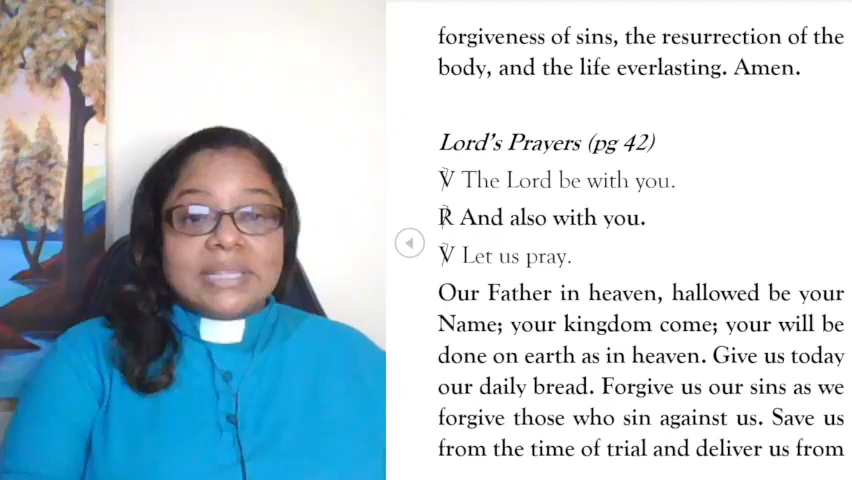 forgiveness of sins, the resurrection of the
body, and the life everlasting. Amen.
Lord's Prayers (pg 42)
℣ The Lord be with you.
℟ And also with you.
℣ Let us pray.
Our Father in heaven, hallowed be your
Name; your kingdom come; your will be
done on earth as in heaven. Give us today
our daily bread. Forgive us our sins as we
forgive those who sin against us. Save us
from the time of trial and deliver us from